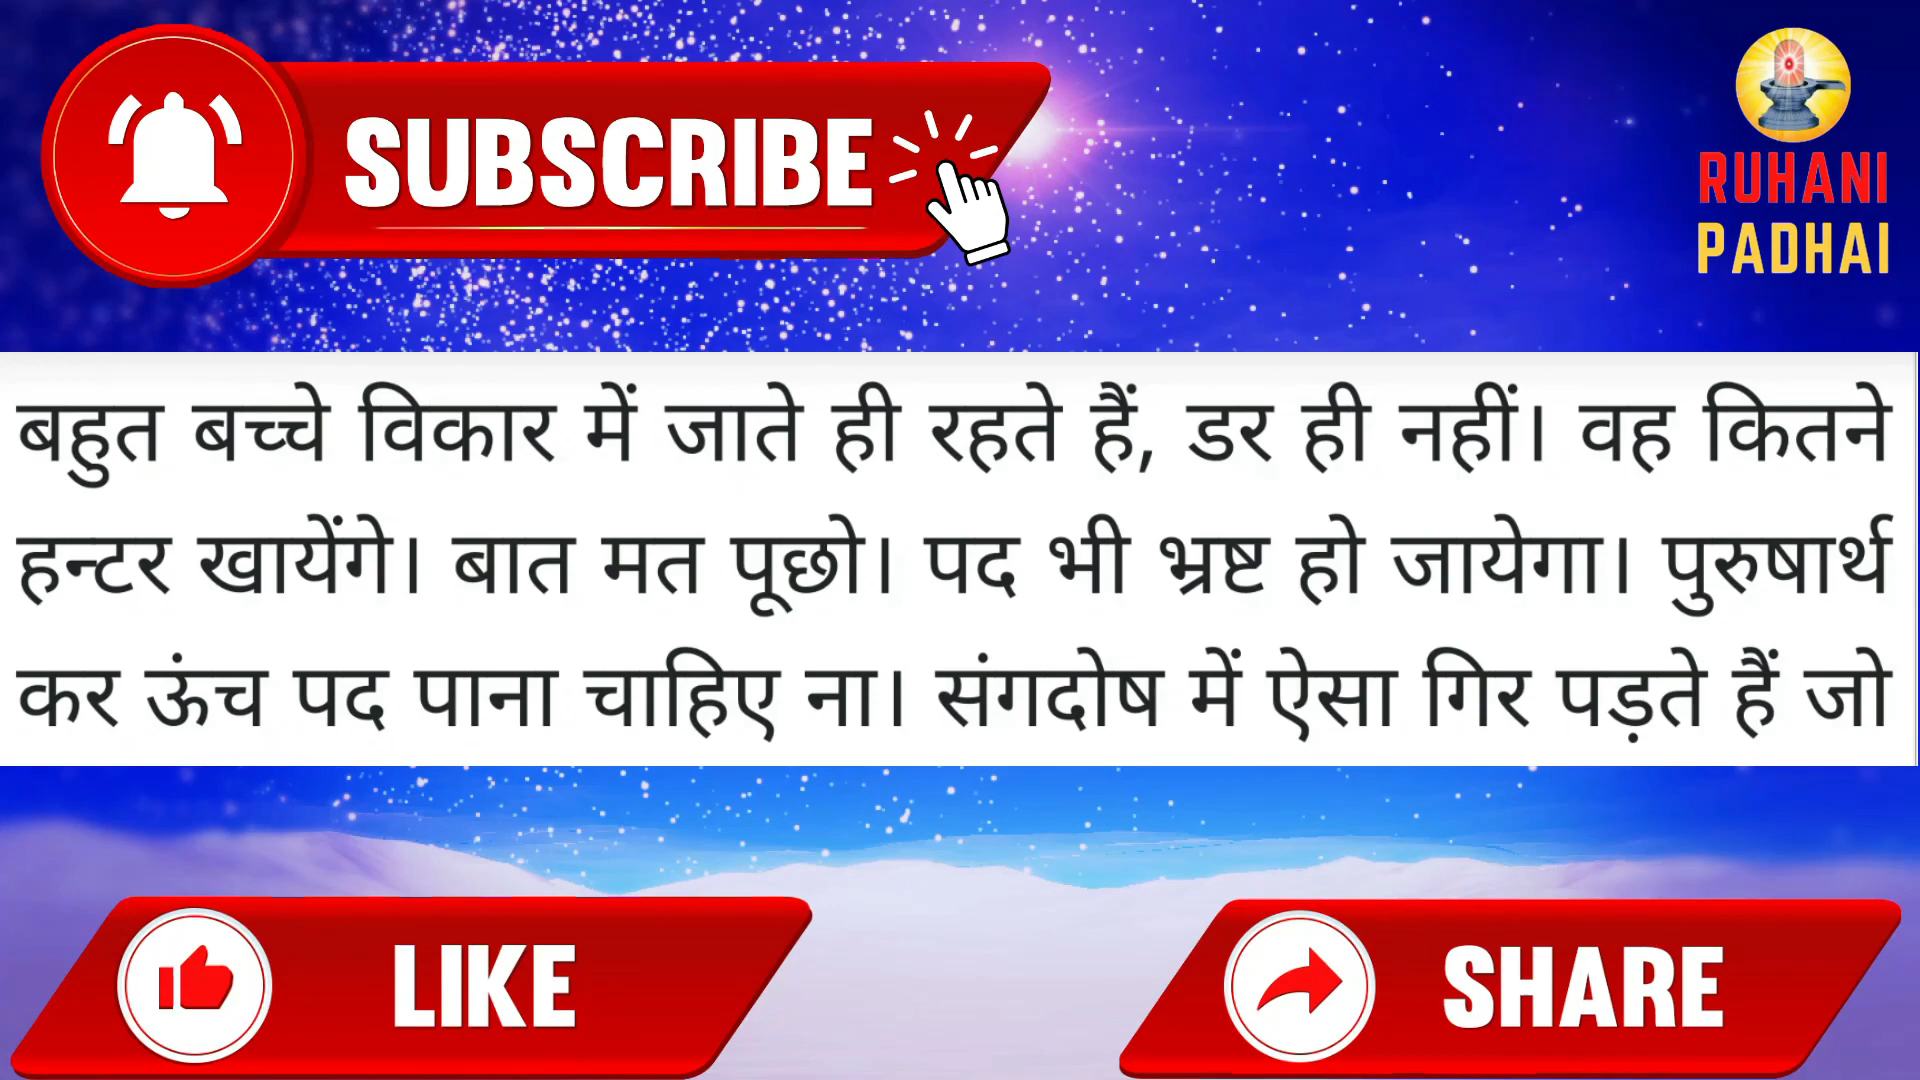 SUBSCRIBE
RUHANI
PADHAI
बहुत बच्चे विकार में जाते ही रहते हैं, डर ही नहीं। वह कितने
हन्टर खायेंगे। बात मत पूछो। पद भी भ्रष्ट हो जायेगा। पुरुषार्थ
कर ऊंच पद पाना चाहिए ना। संगदोष में ऐसा गिर पड़ते हैं जो
LIKE
SHARE